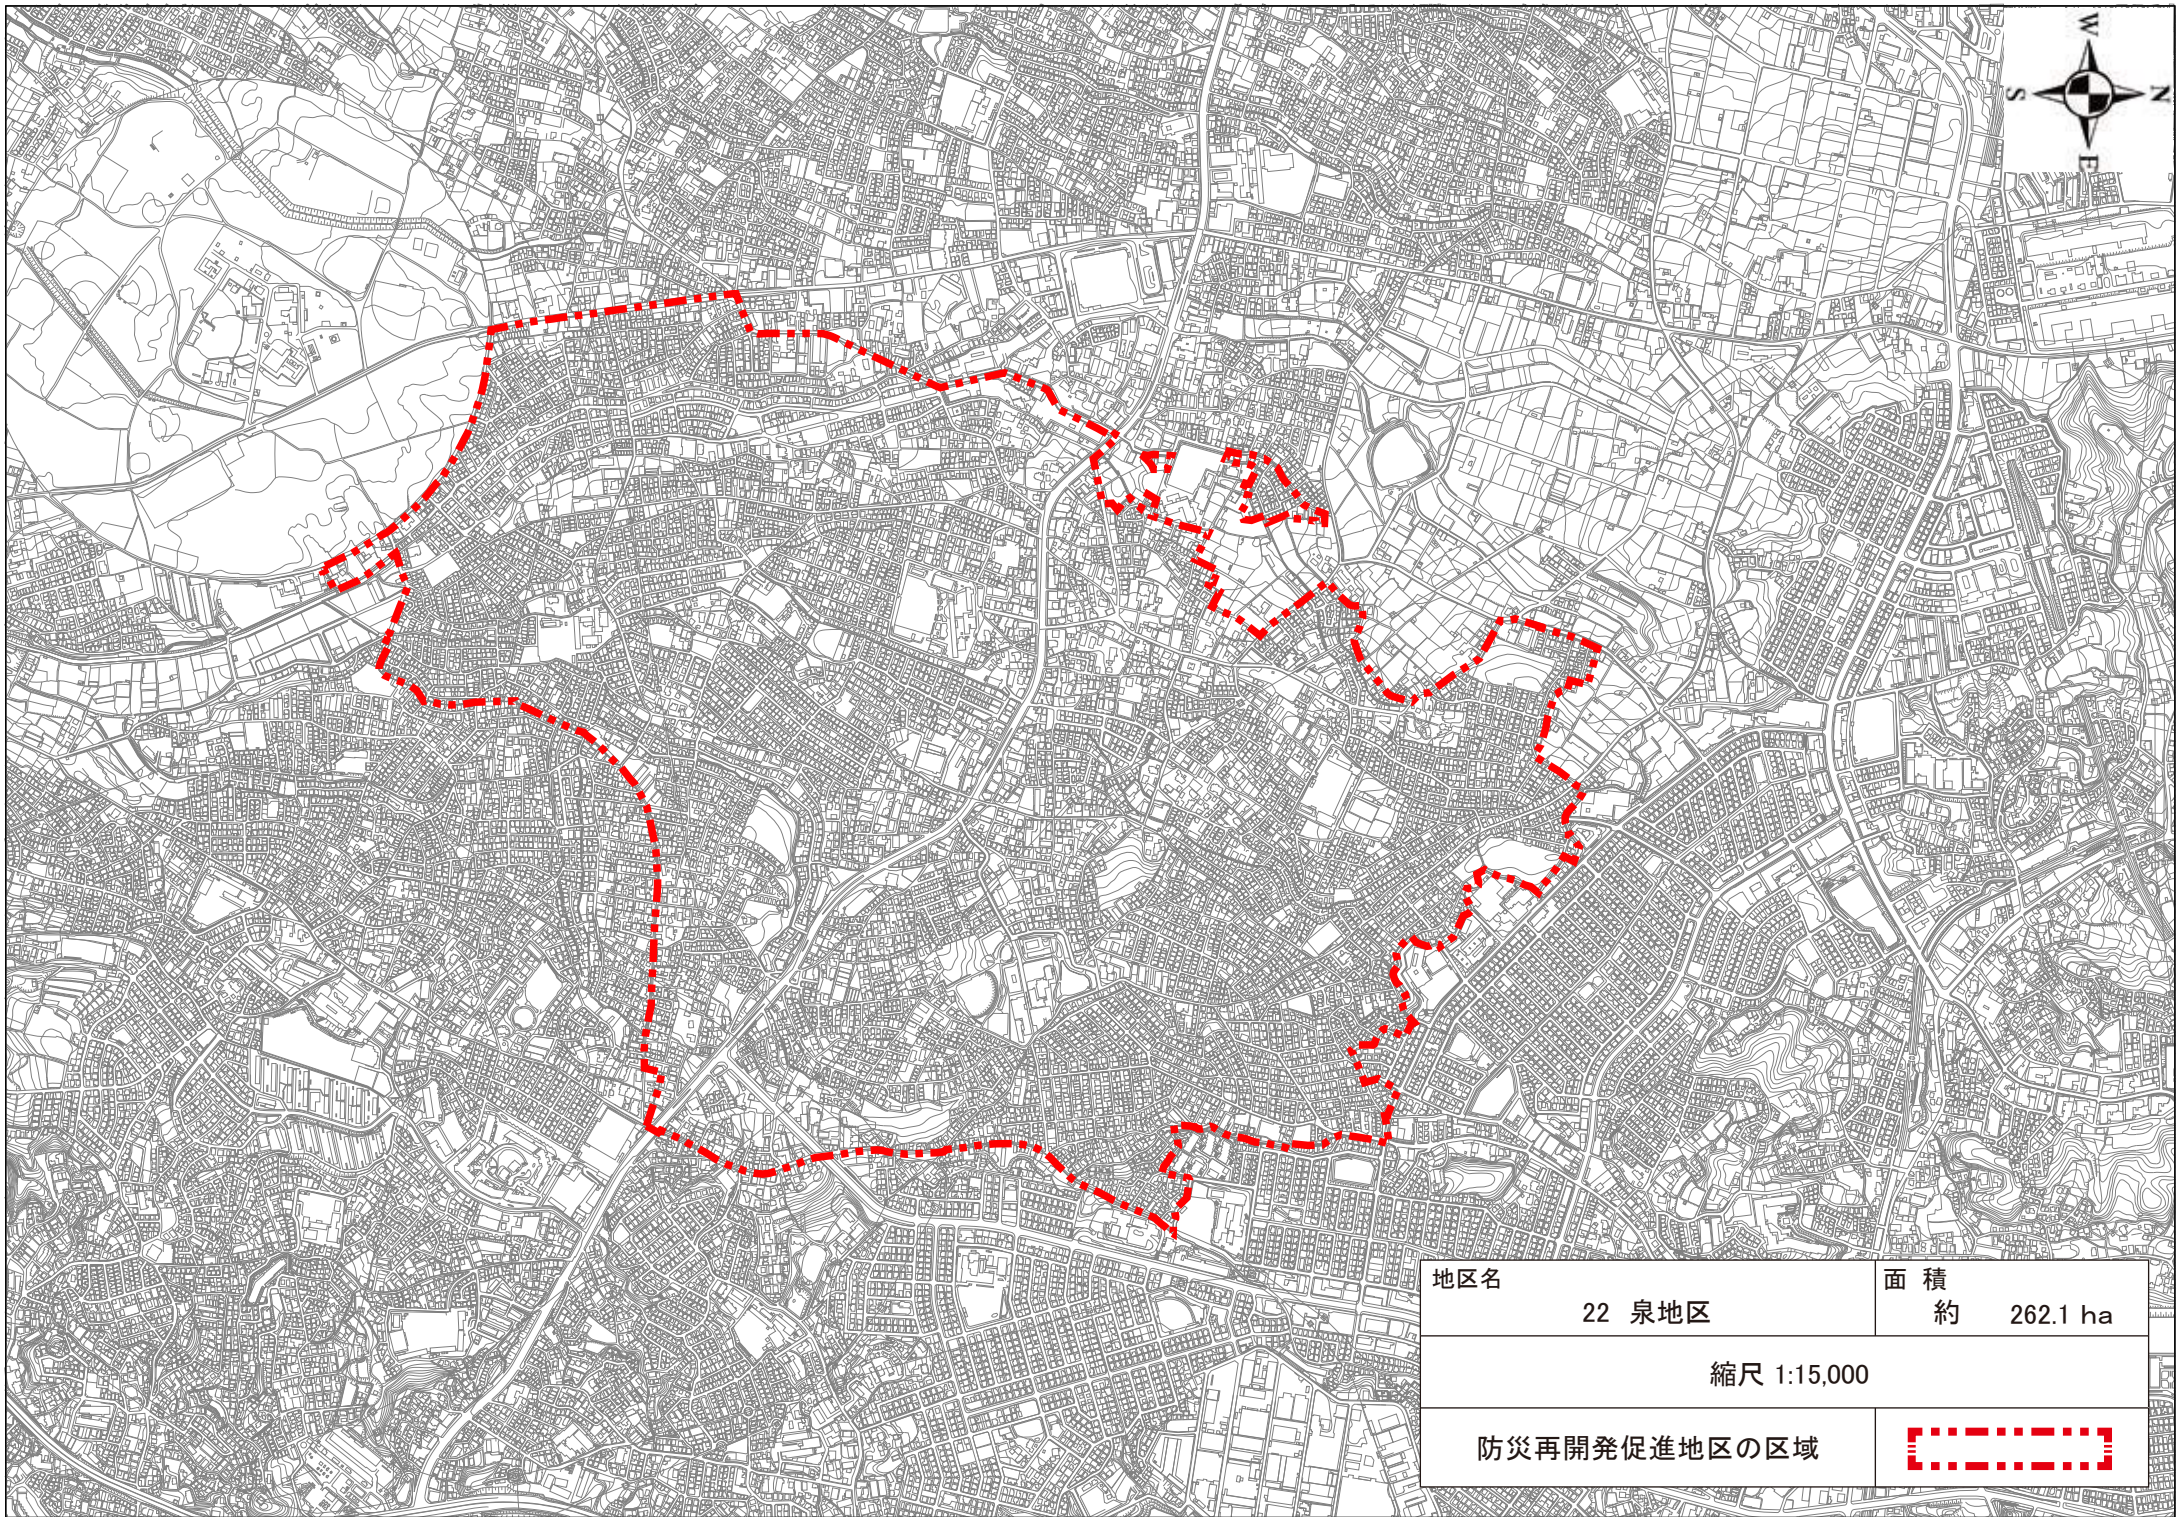 W
S
N
E
地区名
22 泉地区
面 積
約 262.1 ha
縮尺 1:15,000
防災再開発促進地区の区域